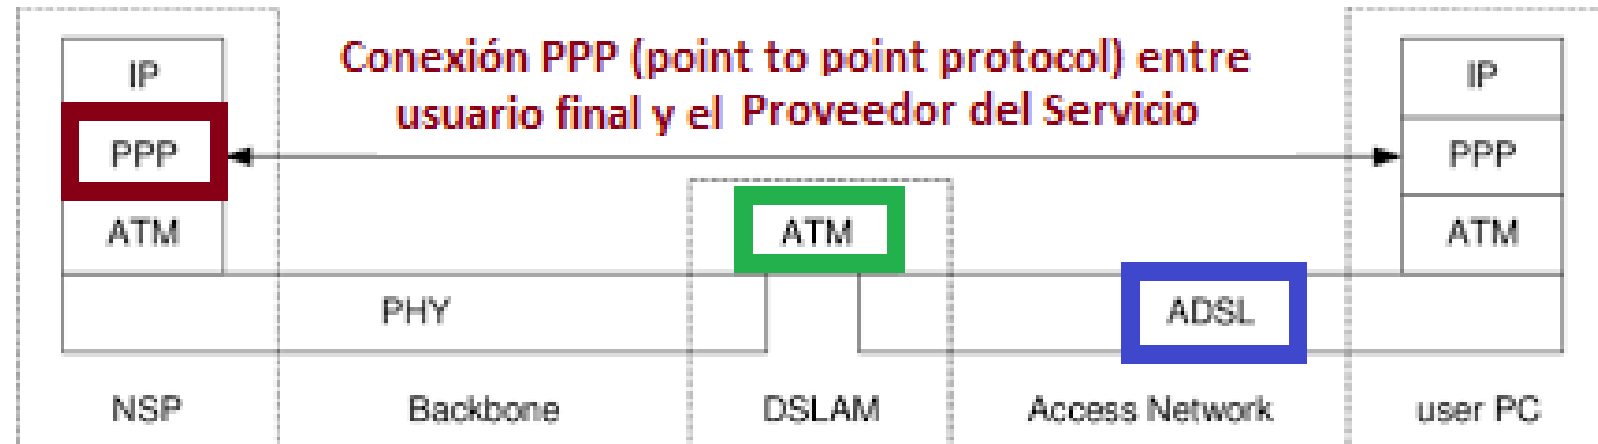 Conexión PPP (point to point protocol) entre
usuario final y el Proveedor del Servicio
IP
IP
PPP
PPP
ATM
ATM
ATM
PHY
ADSL
NSP
Backbone
DSLAM
Access Network
user PC